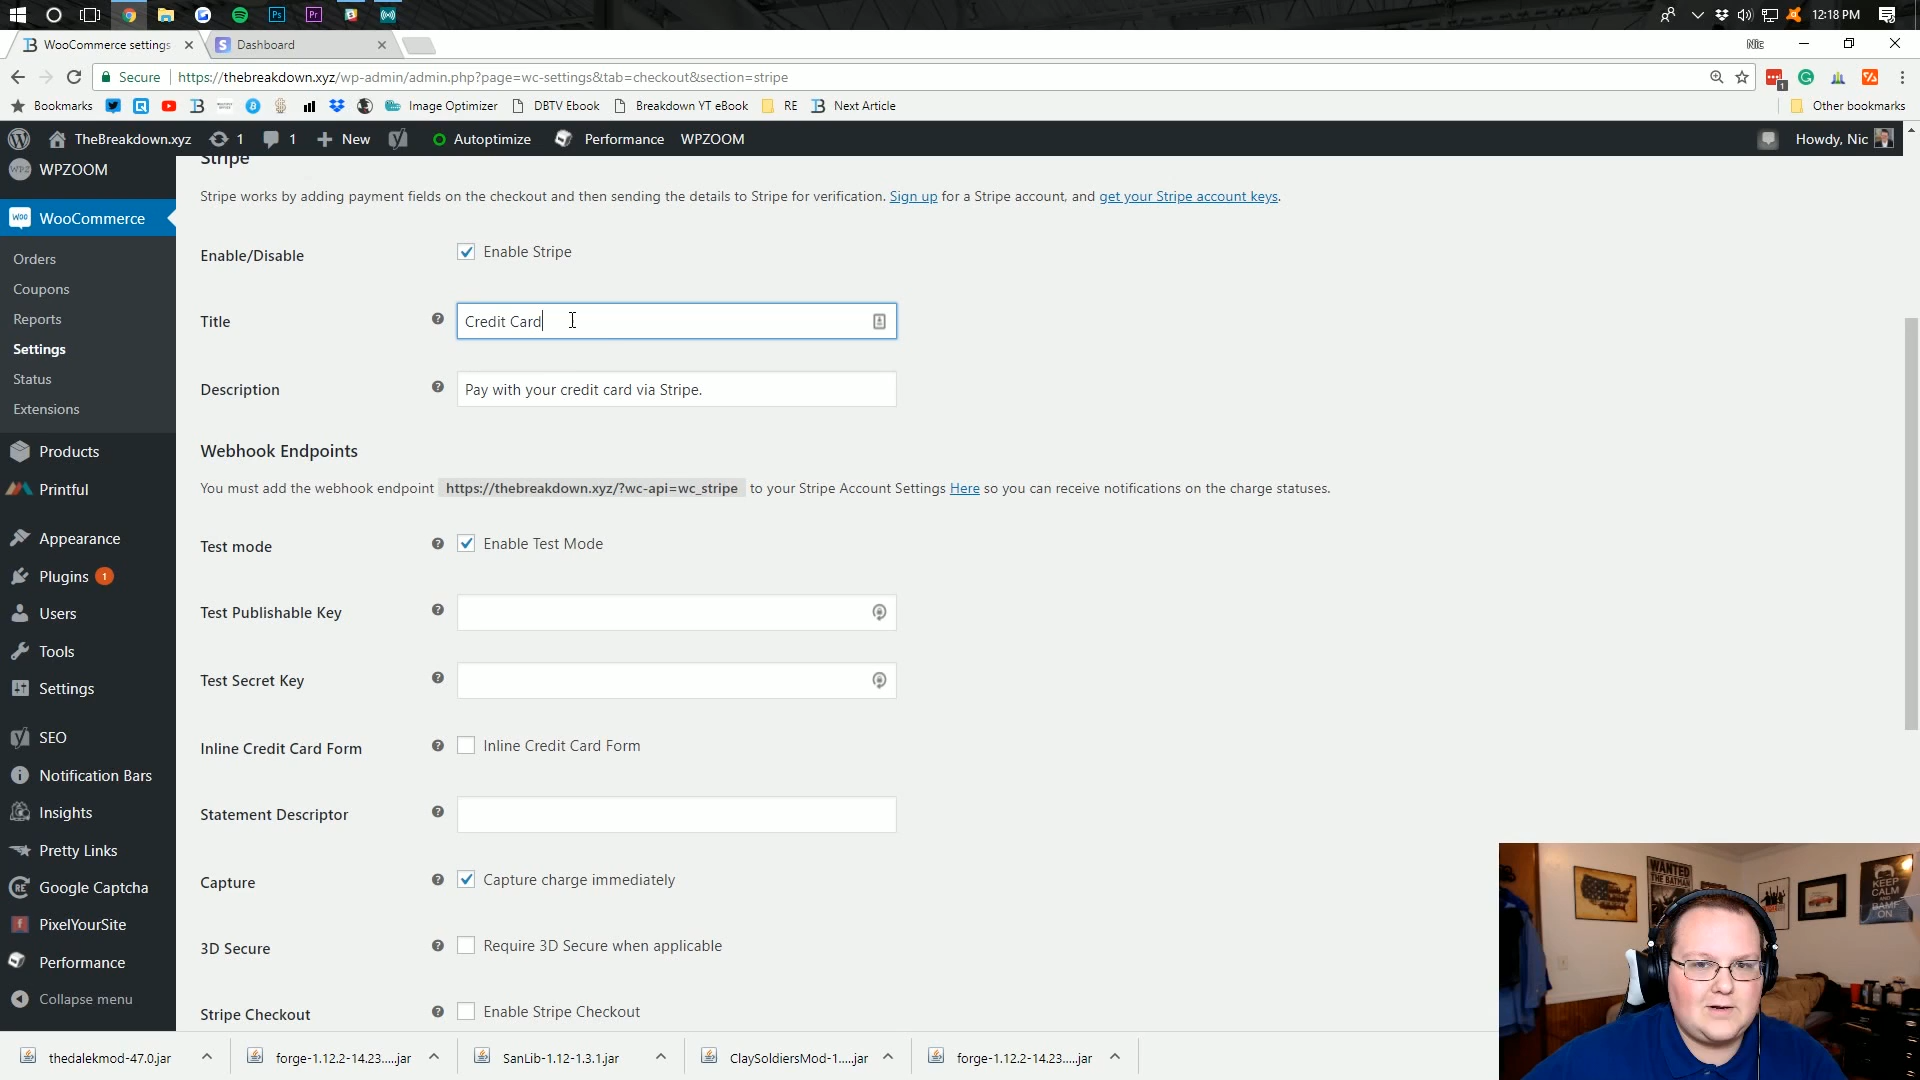 12:18 PM
WooCommerce settings
Dashboard
Nic
Secure
https://thebreakdown.xyz/wp-admin/admin.php?page=wc-settings&tab=checkout&section=stripe
1
Bookmarks
Image Optimizer
DBTV Ebook
Breakdown YT eBook
RE
Next Article
Other bookmarks
TheBreakdown.xyz
1
1
New
Autoptimize
Performance
WPZOOM
Howdy, Nic
WPZOOM
WooCommerce
Orders
Coupons
Reports
Settings
Status
Extensions
Products
Printful
Appearance
Plugins 1
Users
Tools
Settings
SEO
Notification Bars
Insights
Pretty Links
Google Captcha
PixelYourSite
Performance
Collapse menu
Stripe
Stripe works by adding payment fields on the checkout and then sending the details to Stripe for verification. Sign up for a Stripe account, and get your Stripe account keys.
Enable/Disable
Enable Stripe
Title
Credit Card
Description
Pay with your credit card via Stripe.
Webhook Endpoints
You must add the webhook endpoint https://thebreakdown.xyz/?wc-api=wc_stripe to your Stripe Account Settings Here so you can receive notifications on the charge statuses.
Test mode
Enable Test Mode
Test Publishable Key
Test Secret Key
Inline Credit Card Form
Inline Credit Card Form
Statement Descriptor
Capture
Capture charge immediately
3D Secure
Require 3D Secure when applicable
Stripe Checkout
Enable Stripe Checkout
WANTED
THE BATMAN
KEEP
CALM
AND
BAMF
ON
thedalekmod-47.0.jar
forge-1.12.2-14.23.....jar
SanLib-1.12-1.3.1.jar
ClaySoldiersMod-1.....jar
forge-1.12.2-14.23.....jar